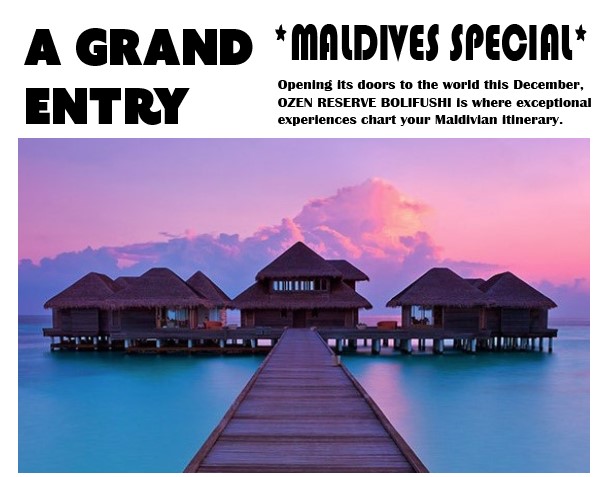 A GRAND
ENTRY
*MALDIVES SPECIAL*
Opening its doors to the world this December,
OZEN RESERVE BOLIFUSHI is where exceptional
experiences chart your Maldivian itinerary.